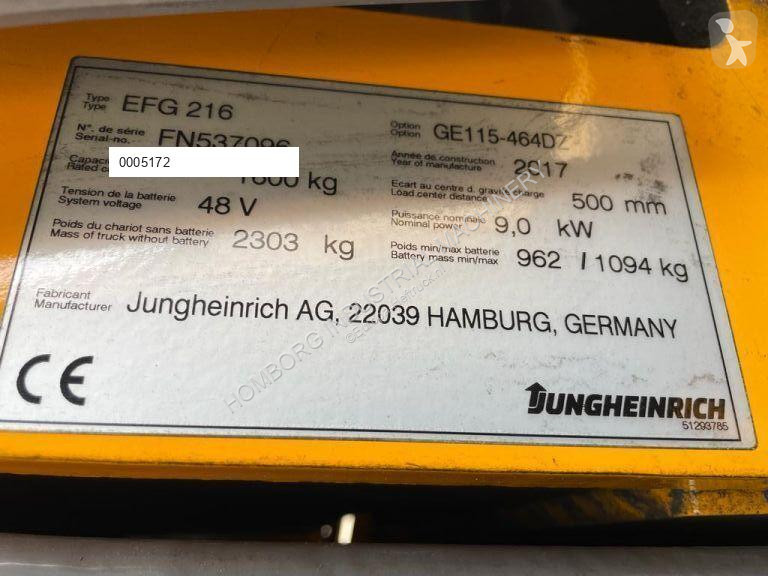 Type
Type EFG 216
Option
Option GE115-464DZ
N°. de série
Serial-no. FN537096
Année de construction
Year of manufacture 2017
0005172
1600 kg
Ecart au centre d. grav. charge
Load center distance 500 mm
Tension de la batterie
System voltage 48 V
Puissance nominale
Nominal power 9,0 kW
Poids du chariot sans batterie
Mass of truck without battery 2303 kg
Poids min/max batterie
Battery mass min/max 962 / 1094 kg
Fabricant
Manufacturer Jungheinrich AG, 22039 HAMBURG, GERMANY
CE
HOMBORG INDUSTRIAL MACHINERY
JUNGHEINRICH
51293785